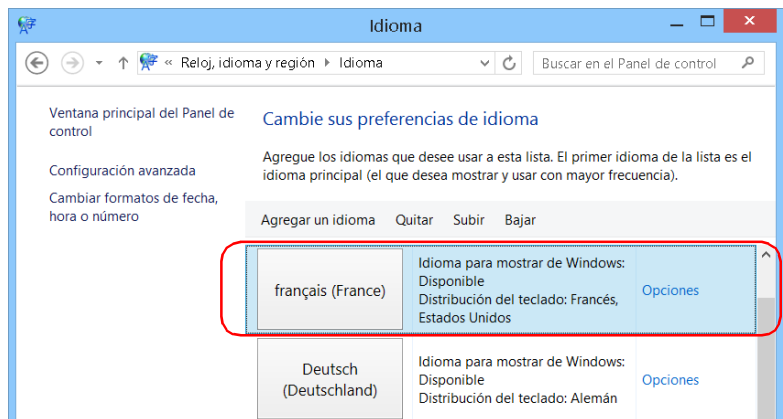 Idioma
« Reloj, idioma y región ▸ Idioma
Buscar en el Panel de control
Ventana principal del Panel de
control
Configuración avanzada
Cambiar formatos de fecha,
hora o número
Cambie sus preferencias de idioma
Agregue los idiomas que desee usar a esta lista. El primer idioma de la lista es el
idioma principal (el que desea mostrar y usar con mayor frecuencia).
Agregar un idioma Quitar Subir Bajar
français (France)
Idioma para mostrar de Windows:
Disponible
Distribución del teclado: Francés,
Estados Unidos
Opciones
Deutsch
(Deutschland)
Idioma para mostrar de Windows:
Disponible
Distribución del teclado: Alemán
Opciones